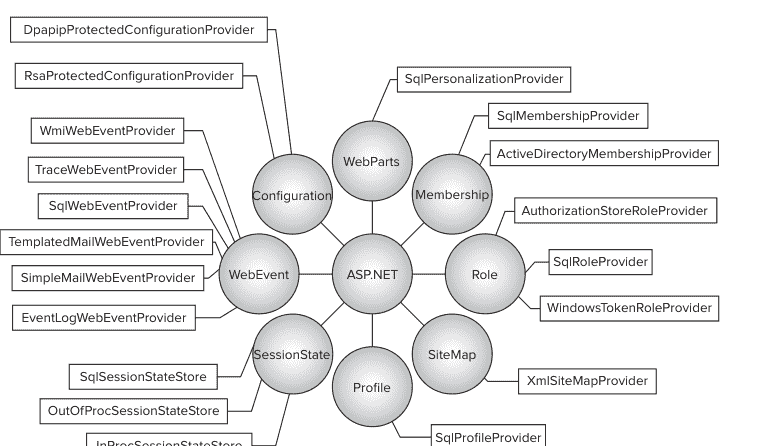 DpapipProtectedConfigurationProvider
RsaProtectedConfigurationProvider
SqlPersonalizationProvider
SqlMembershipProvider
WmiWebEventProvider
ActiveDirectoryMembershipProvider
WebParts
TraceWebEventProvider
Configuration
Membership
SqlWebEventProvider
AuthorizationStoreRoleProvider
TemplatedMailWebEventProvider
SqlRoleProvider
SimpleMailWebEventProvider
WebEvent
ASP.NET
Role
WindowsTokenRoleProvider
EventLogWebEventProvider
SessionState
SiteMap
SqlSessionStateStore
XmlSiteMapProvider
Profile
OutOfProcSessionStateStore
SqlProfileProvider
InProcSessionStateStore